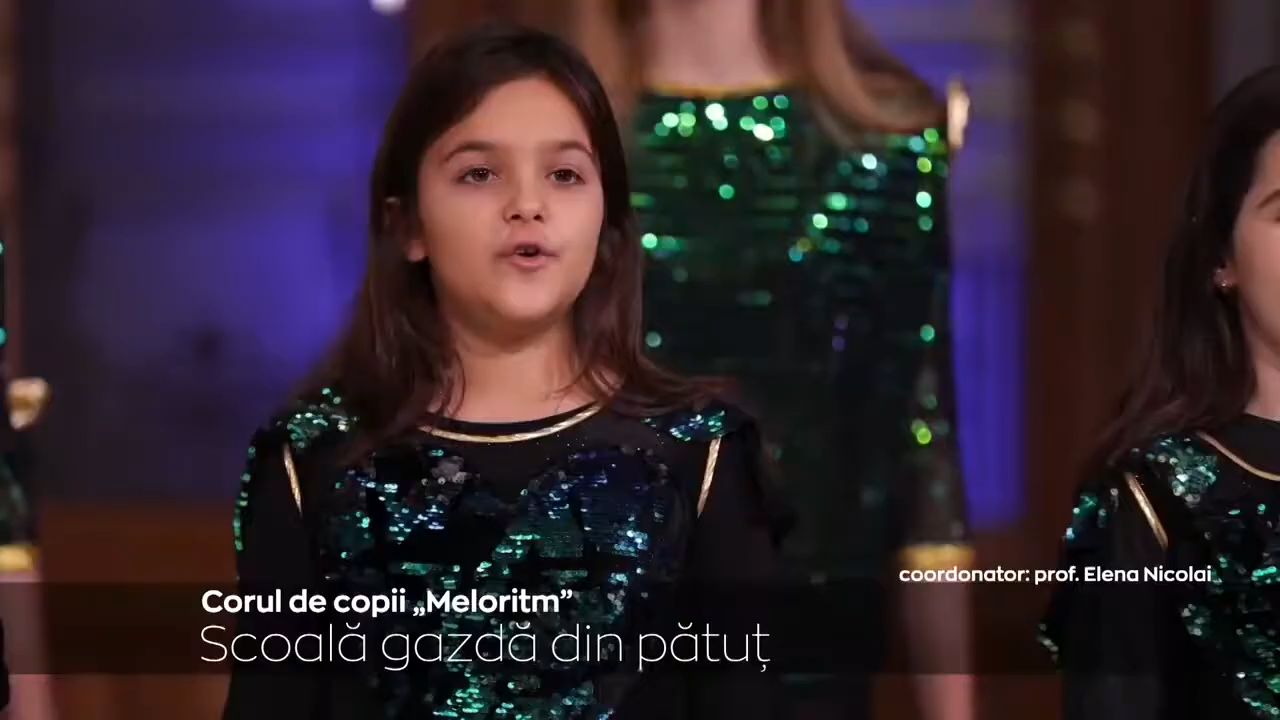 coordonator: prof. Elena Nicolai
Corul de copii „Meloritm”
Scoală gazdă din pătuț